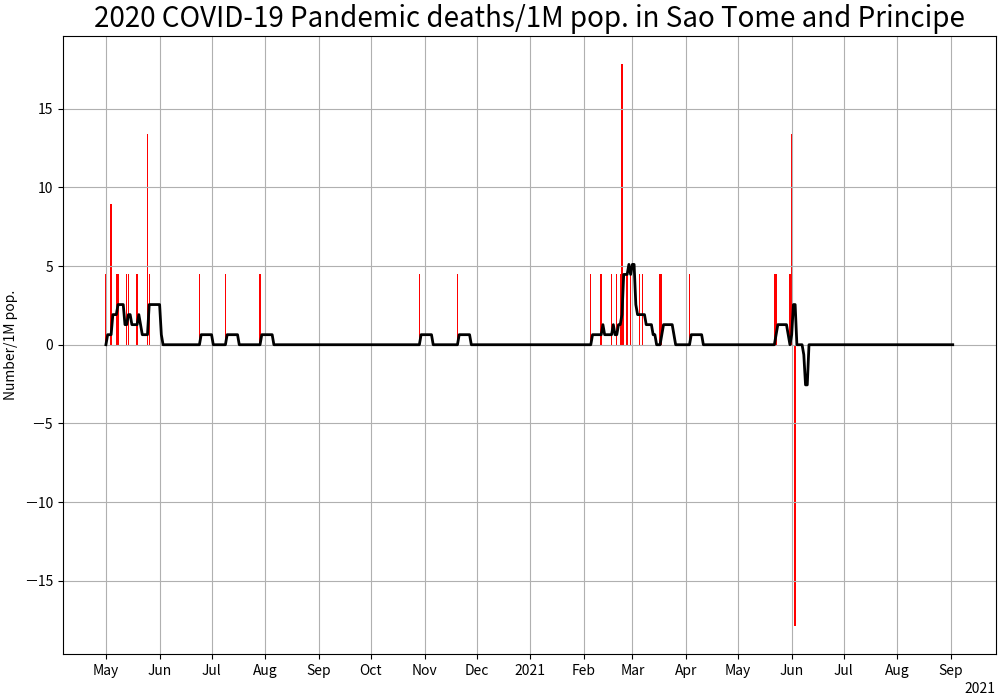 2020 COVID-19 Pandemic deaths/1M pop. in Sao Tome and Principe
Number/1M pop.
15
10
5
0
−5
−10
−15
May Jun Jul Aug Sep Oct Nov Dec 2021 Feb Mar Apr May Jun Jul Aug Sep
2021